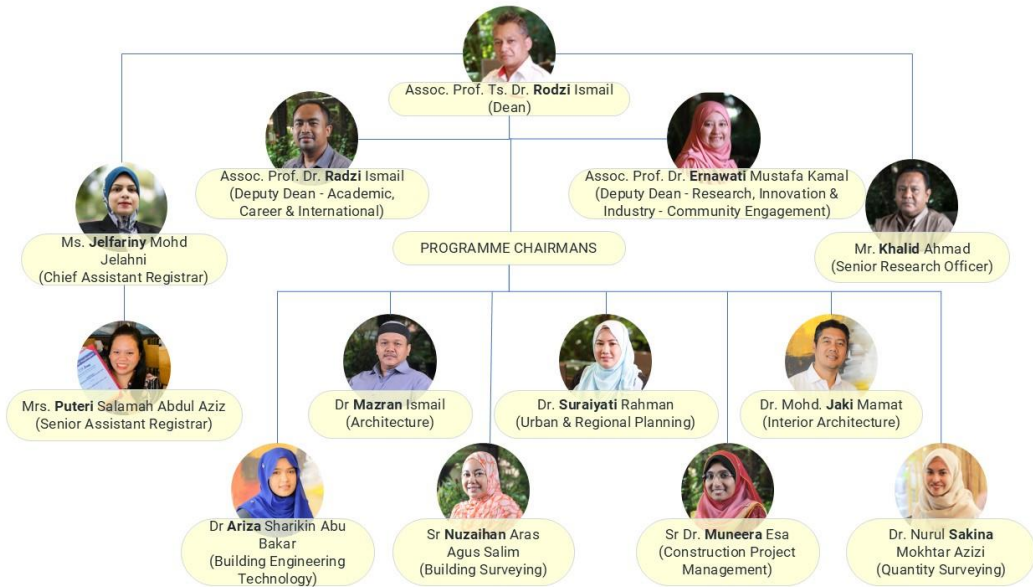 Assoc. Prof. Ts. Dr. Rodzi Ismail
(Dean)
Assoc. Prof. Dr. Radzi Ismail
(Deputy Dean - Academic,
Career & International)
Assoc. Prof. Dr. Ernawati Mustafa Kamal
(Deputy Dean - Research, Innovation &
Industry - Community Engagement)
Ms. Jelfariny Mohd
Jelahni
(Chief Assistant Registrar)
PROGRAMME CHAIRMANS
Mr. Khalid Ahmad
(Senior Research Officer)
Mrs. Puteri Salamah Abdul Aziz
(Senior Assistant Registrar)
Dr Mazran Ismail
(Architecture)
Dr. Suraiyati Rahman
(Urban & Regional Planning)
Dr. Mohd. Jaki Mamat
(Interior Architecture)
Dr Ariza Sharikin Abu
Bakar
(Building Engineering
Technology)
Sr Nuzaihan Aras
Agus Salim
(Building Surveying)
Sr Dr. Muneera Esa
(Construction Project
Management)
Dr. Nurul Sakina
Mokhtar Azizi
(Quantity Surveying)